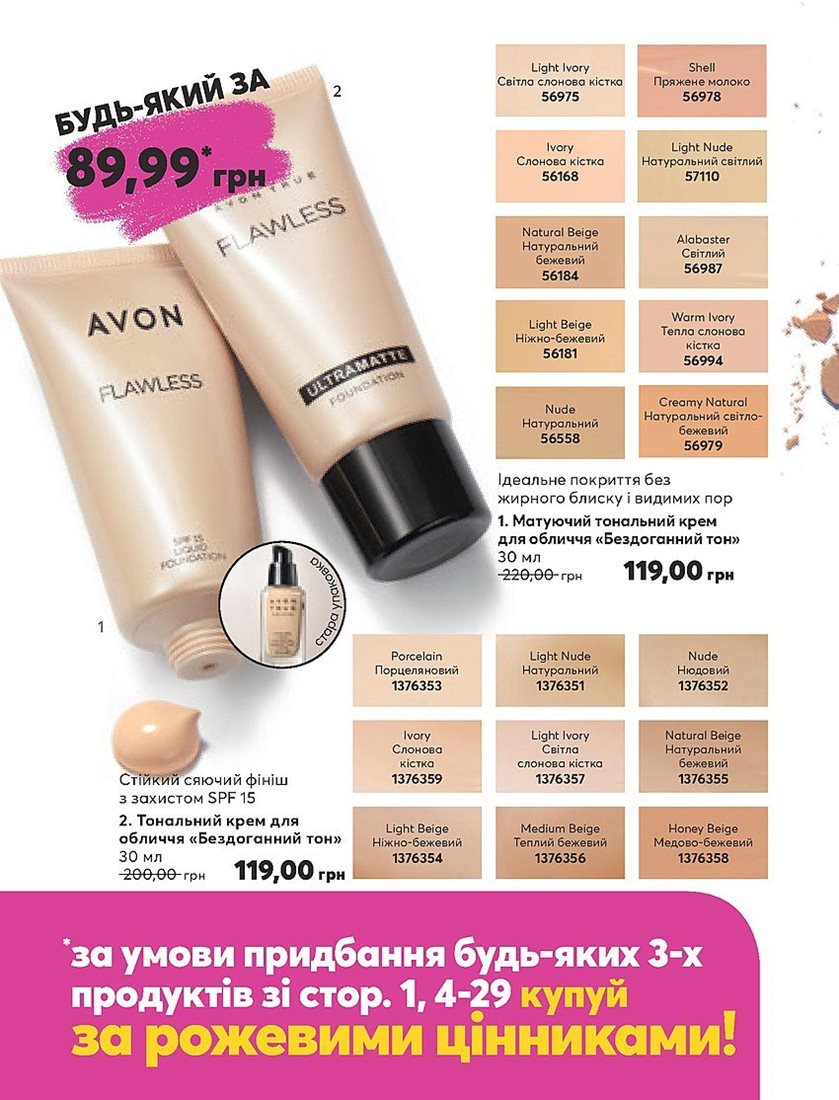 БУДЬ-ЯКИЙ ЗА
89,99* грн
2
AVON TRUE
FLAWLESS
ULTRAMATTE
FOUNDATION
AVON
FLAWLESS
SPF 15
LIQUID
FOUNDATION
1
стара упаковка
AVON
TRUE
Light Ivory
Світла слонова кістка
56975
Shell
Пряжене молоко
56978
Ivory
Слонова кістка
56168
Light Nude
Натуральний світлий
57110
Natural Beige
Натуральний
бежевий
56184
Alabaster
Світлий
56987
Light Beige
Ніжно-бежевий
56181
Warm Ivory
Тепла слонова
кістка
56994
Nude
Натуральний
56558
Creamy Natural
Натуральний світло-
бежевий
56979
Ідеальне покриття без
жирного блиску і видимих пор
1. Матуючий тональний крем
для обличчя «Бездоганний тон»
30 мл
220,00 грн 119,00 грн
Porcelain
Порцеляновий
1376353
Light Nude
Натуральний
1376351
Nude
Нюдовий
1376352
Ivory
Слонова
кістка
1376359
Light Ivory
Світла
слонова кістка
1376357
Natural Beige
Натуральний
бежевий
1376355
Light Beige
Ніжно-бежевий
1376354
Medium Beige
Теплий бежевий
1376356
Honey Beige
Медово-бежевий
1376358
Стійкий сяючий фініш
з захистом SPF 15
2. Тональний крем для
обличчя «Бездоганний тон»
30 мл
200,00 грн 119,00 грн
*за умови придбання будь-яких 3-х
продуктів зі стор. 1, 4-29 купуй
за рожевими цінниками!